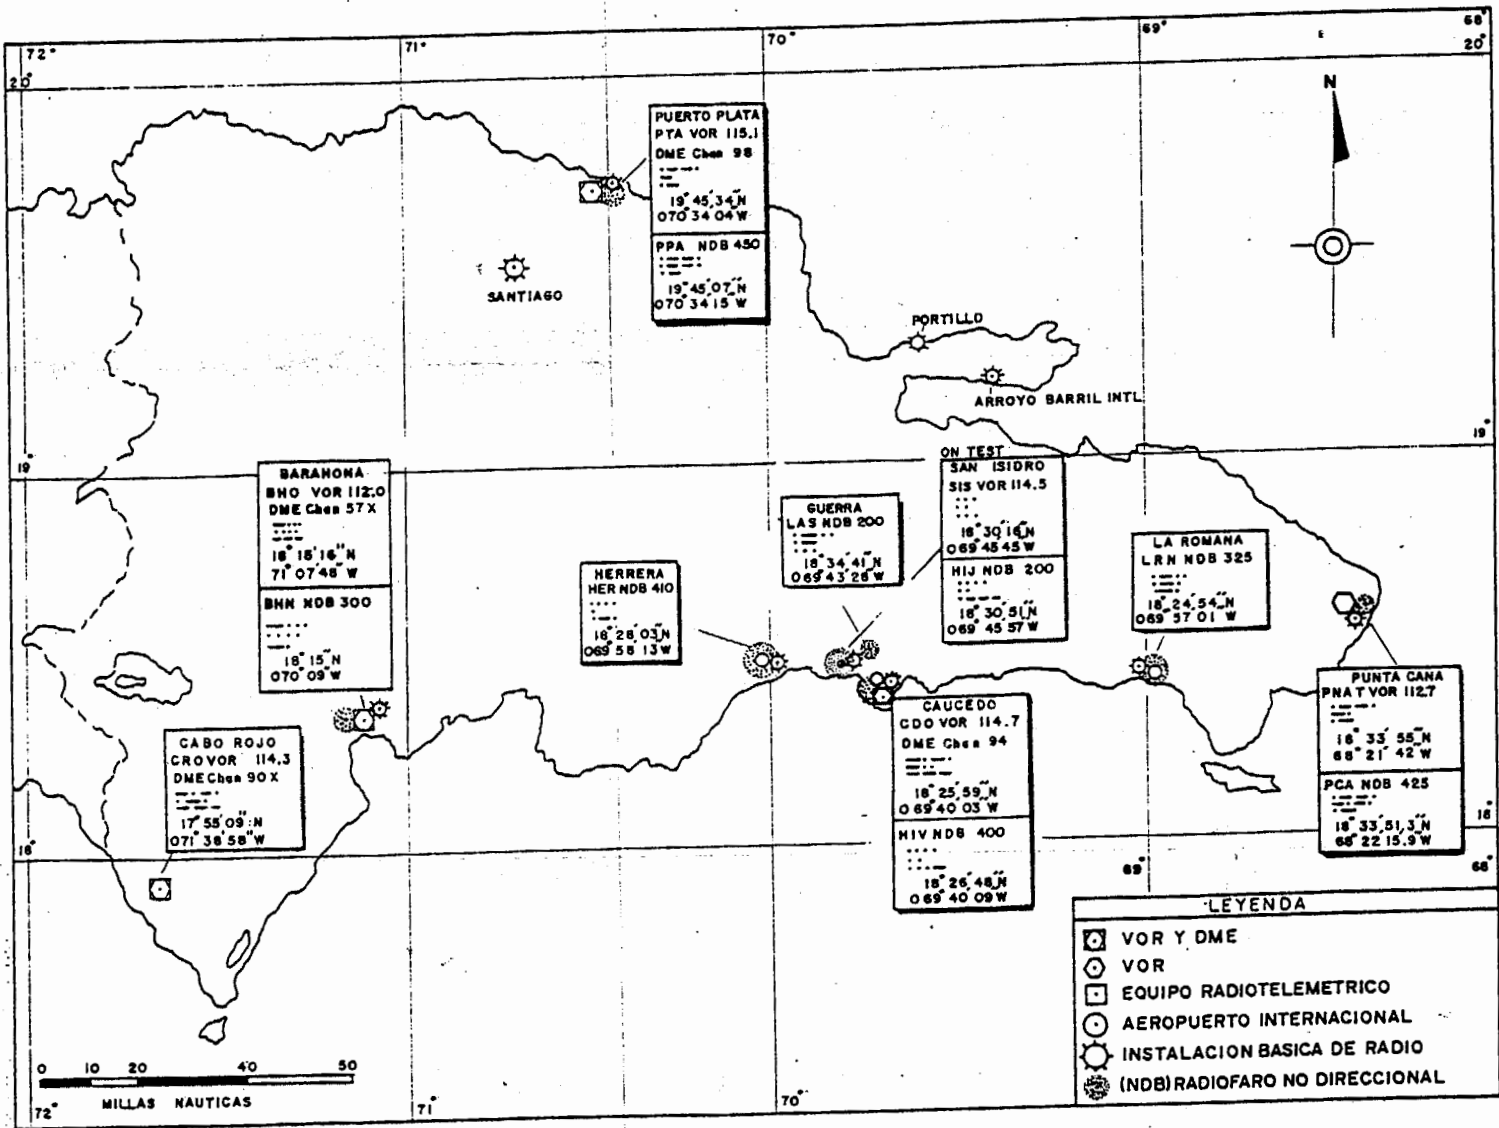 72°
71°
70°
69°
68°
20°
20°
E
N
PUERTO PLATA
PTA VOR 115.1
DME Chan 98
19° 45' 34" N
070 34 04 W
PPA NDB 450
19° 45' 07" N
070° 34 15 W
SANTIAGO
PORTILLO
ARROYO BARRIL INTL
19°
19°
BARAHONA
BHO VOR 112.0
DME Chan 57X
18° 15' 16" N
71° 07' 48" W
BHN NDB 300
18° 15' N
070° 09' W
HERRERA
HER NDB 410
18° 28' 03" N
069 58 13 W
GUERRA
LAS NDB 200
18° 34' 41" N
069° 43' 28" W
ON TEST
SAN ISIDRO
SIS VOR 114.5
18° 30' 16" N
069° 45 45 W
HIJ NDB 200
18° 30' 51" N
069° 45 57 W
LA ROMANA
LRN NDB 325
18° 24' 54" N
069° 57' 01" W
CABO ROJO
CRO VOR 114.3
DME Chan 90X
17° 55' 09" N
071° 38' 58" W
CAUCEDO
CDO VOR 114.7
DME Chan 94
18° 25' 59" N
069 40 03 W
HIV NDB 400
18° 26' 48" N
069° 40 09 W
PUNTA CANA
PNA T VOR 112.7
18° 33' 55" N
68° 21' 42" W
PCA NDB 425
18° 33' 51,3" N
68° 22 15.9 W
18°
18°
69°
68°
LEYENDA
VOR Y DME
VOR
EQUIPO RADIOTELEMETRICO
AEROPUERTO INTERNACIONAL
INSTALACION BASICA DE RADIO
(NDB) RADIOFARO NO DIRECCIONAL
0 10 20 40 50
MILLAS NAUTICAS
72°
71°
70°